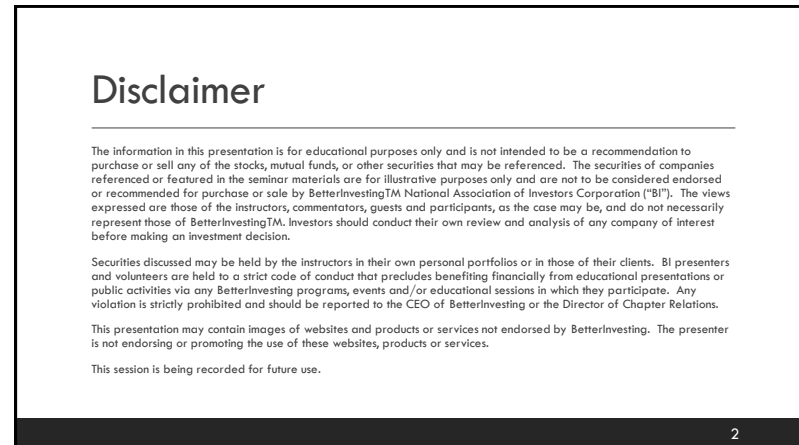 Disclaimer
The information in this presentation is for educational purposes only and is not intended to be a recommendation to
purchase or sell any of the stocks, mutual funds, or other securities that may be referenced.  The securities of companies
referenced or featured in the seminar materials are for illustrative purposes only and are not to be considered endorsed
or recommended for purchase or sale by BetterInvestingTM National Association of Investors Corporation (“BI”).  The views
expressed are those of the instructors, commentators, guests and participants, as the case may be, and do not necessarily
represent those of BetterInvestingTM. Investors should conduct their own review and analysis of any company of interest
before making an investment decision.
Securities discussed may be held by the instructors in their own personal portfolios or in those of their clients.  BI presenters
and volunteers are held to a strict code of conduct that precludes benefiting financially from educational presentations or
public activities via any BetterInvesting programs, events and/or educational sessions in which they participate.  Any
violation is strictly prohibited and should be reported to the CEO of BetterInvesting or the Director of Chapter Relations.
This presentation may contain images of websites and products or services not endorsed by BetterInvesting.  The presenter
is not endorsing or promoting the use of these websites, products or services.
This session is being recorded for future use.
2